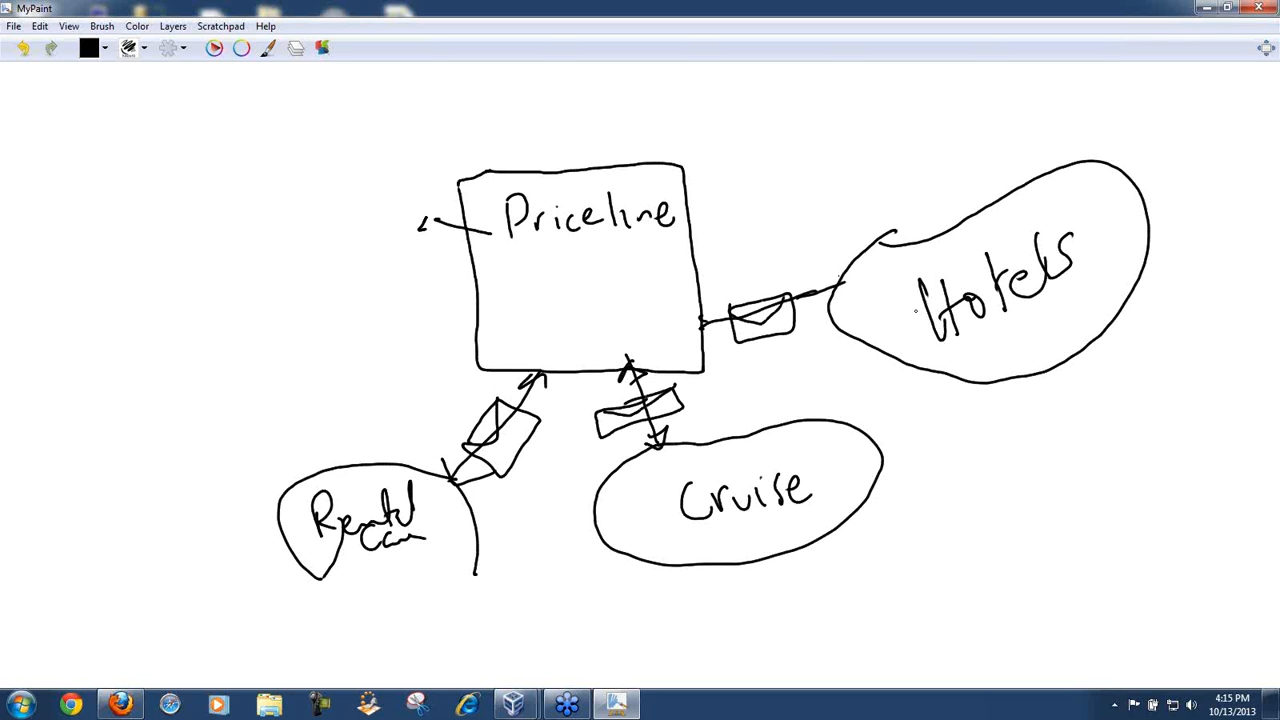 MyPaint
File Edit View Brush Color Layers Scratchpad Help
Priceline
Hotels
Rental
Car
Cruise
4:15 PM
10/13/2013